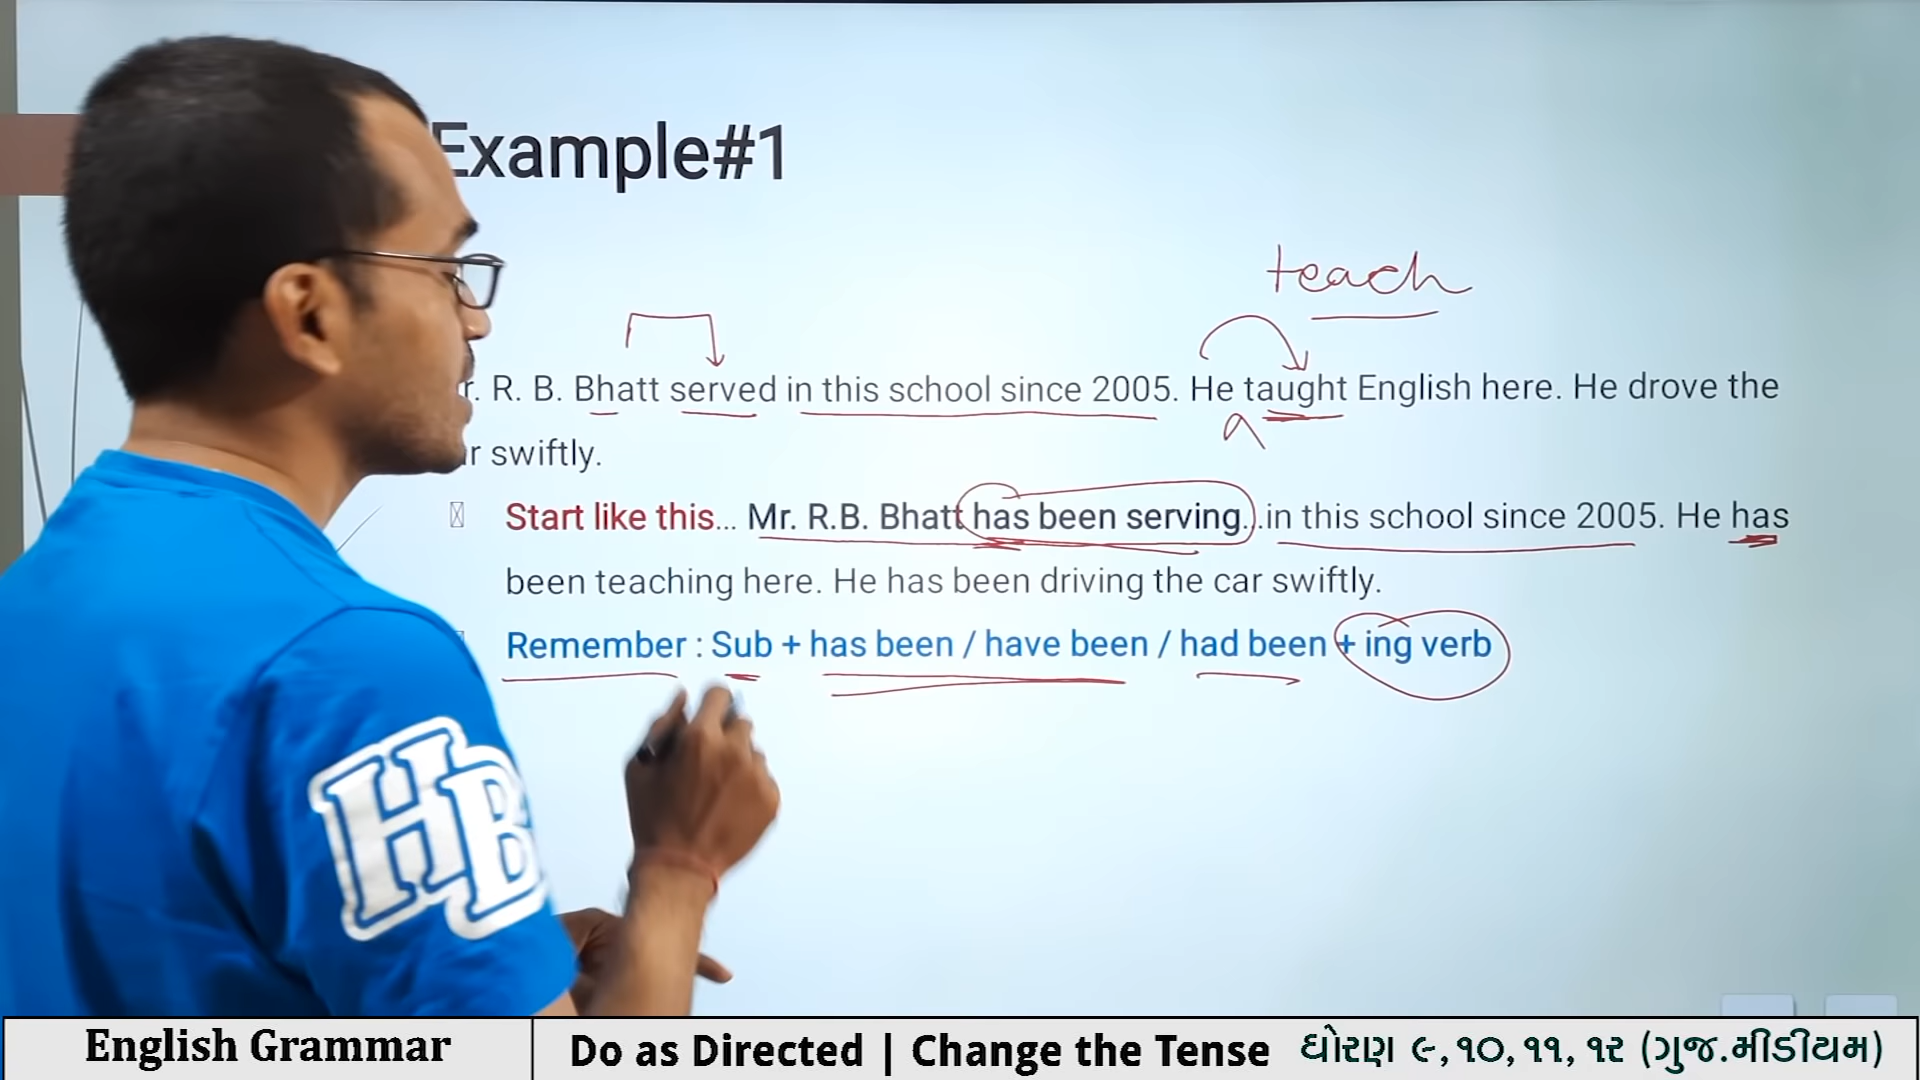 Example#1
teach
r. R. B. Bhatt served in this school since 2005. He taught English here. He drove the
ar swiftly.
Start like this... Mr. R.B. Bhatt has been serving...in this school since 2005. He has
been teaching here. He has been driving the car swiftly.
Remember : Sub + has been / have been / had been + ing verb
HB
English Grammar
Do as Directed | Change the Tense
ધોરણ ૯, ૧૦, ૧૧, ૧૨ (ગુજ.મીડીયમ)